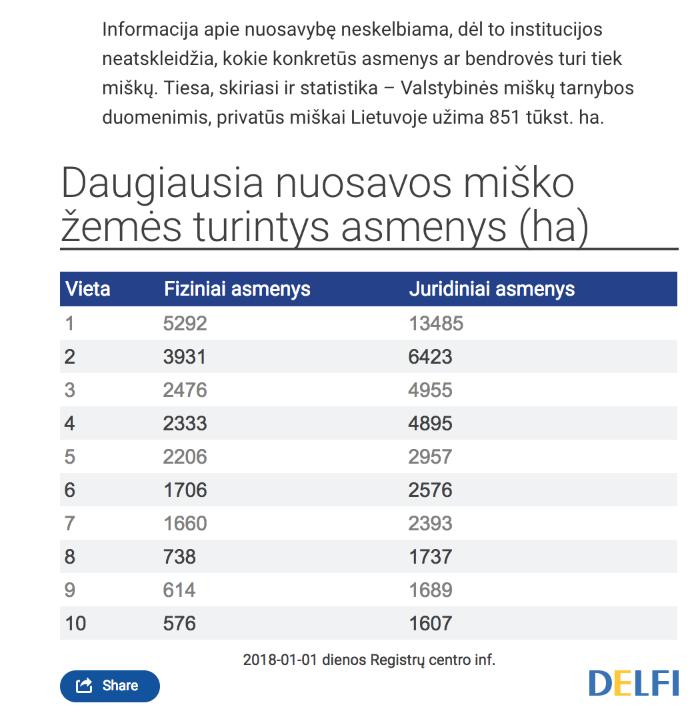 Informacija apie nuosavybę neskelbiama, dėl to institucijos
neatskleidžia, kokie konkretūs asmenys ar bendrovės turi tiek
miškų. Tiesa, skiriasi ir statistika – Valstybinės miškų tarnybos
duomenimis, privatūs miškai Lietuvoje užima 851 tūkst. ha.
Daugiausia nuosavos miško
žemės turintys asmenys (ha)
Vieta Fiziniai asmenys Juridiniai asmenys
1 5292 13485
2 3931 6423
3 2476 4955
4 2333 4895
5 2206 2957
6 1706 2576
7 1660 2393
8 738 1737
9 614 1689
10 576 1607
2018-01-01 dienos Registrų centro inf.
Share DELFI